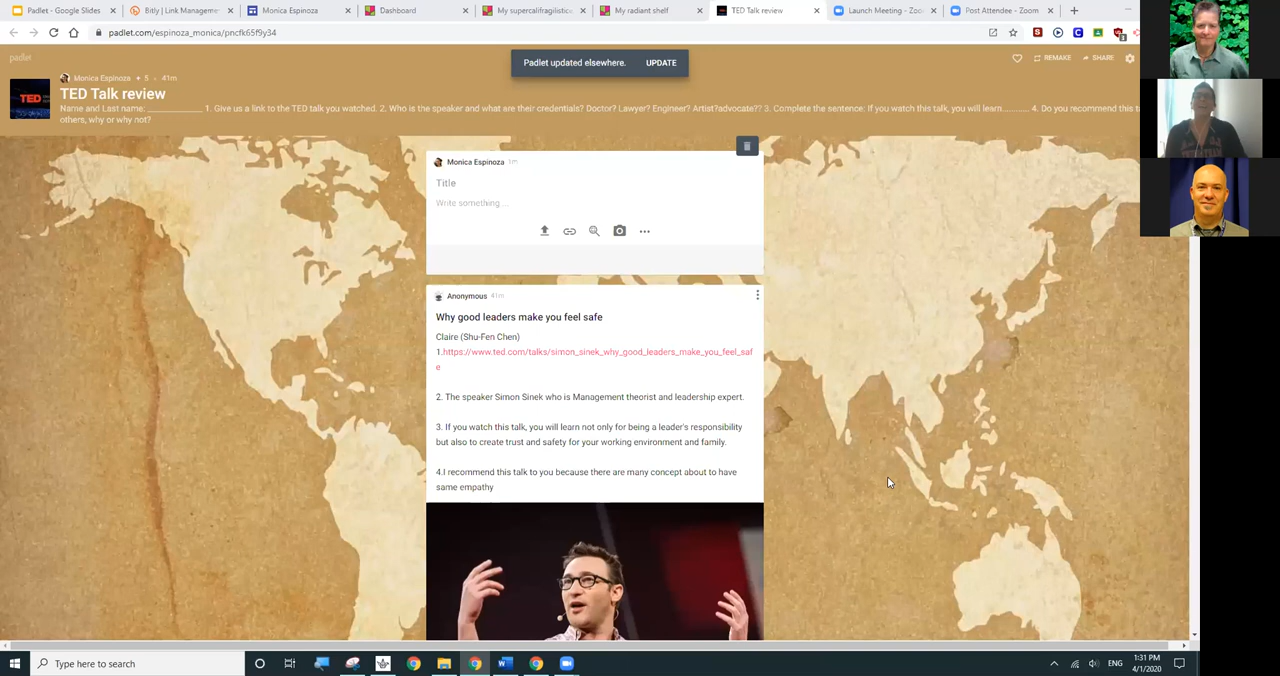 Padlet - Google Slides
Bitly | Link Manageme
Monica Espinoza
Dashboard
My supercalifragilistic
My radiant shelf
TED Talk review
Launch Meeting - Zoo
Post Attendee - Zoom
padlet.com/espinoza_monica/pncfk65f9y34
padlet
Padlet updated elsewhere. UPDATE
REMAKE
SHARE
Monica Espinoza + 5 • 41m
TED Talk review
TED
Name and Last name: ____________ 1. Give us a link to the TED talk you watched. 2. Who is the speaker and what are their credentials? Doctor? Lawyer? Engineer? Artist?advocate?? 3. Complete the sentence: If you watch this talk, you will learn............ 4. Do you recommend this t
others, why or why not?
Monica Espinoza 1m
Title
Write something...
Anonymous 41m
Why good leaders make you feel safe
Claire (Shu-Fen Chen)
1.https://www.ted.com/talks/simon_sinek_why_good_leaders_make_you_feel_saf
e
2. The speaker Simon Sinek who is Management theorist and leadership expert.
3. If you watch this talk, you will learn not only for being a leader's responsibility
but also to create trust and safety for your working environment and family.
4.I recommend this talk to you because there are many concept about to have
same empathy
Type here to search
ENG
1:31 PM
4/1/2020